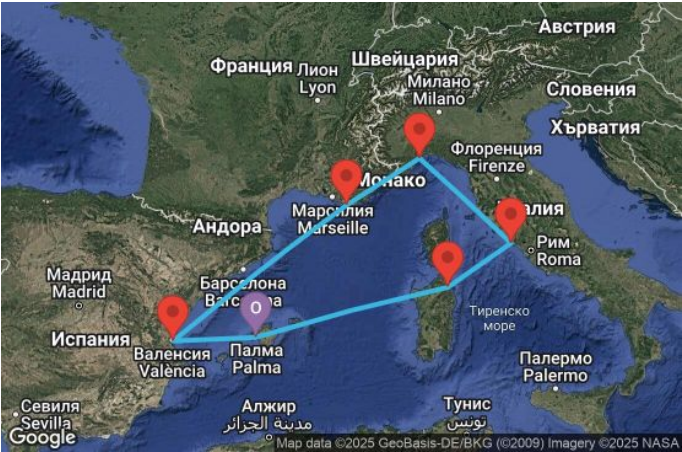 Австрия
Швейцария
Франция
Лион
Lyon
Милано
Milano
Словения
Хърватия
Флоренция
Firenze
Монако
Марсилия
Marseille
Италия
Андора
Рим
Roma
Мадрид
Madrid
Барселона
Barcelona
0
Тиренско
море
Испания
Валенсия
València
Палма
Palma
Палермо
Palermo
Севиля
Sevilla
Алжир
مدينة الجزائر
Тунис
تونس
Google
Map data ©2025 GeoBasis-DE/BKG (©2009) Imagery ©2025 NASA